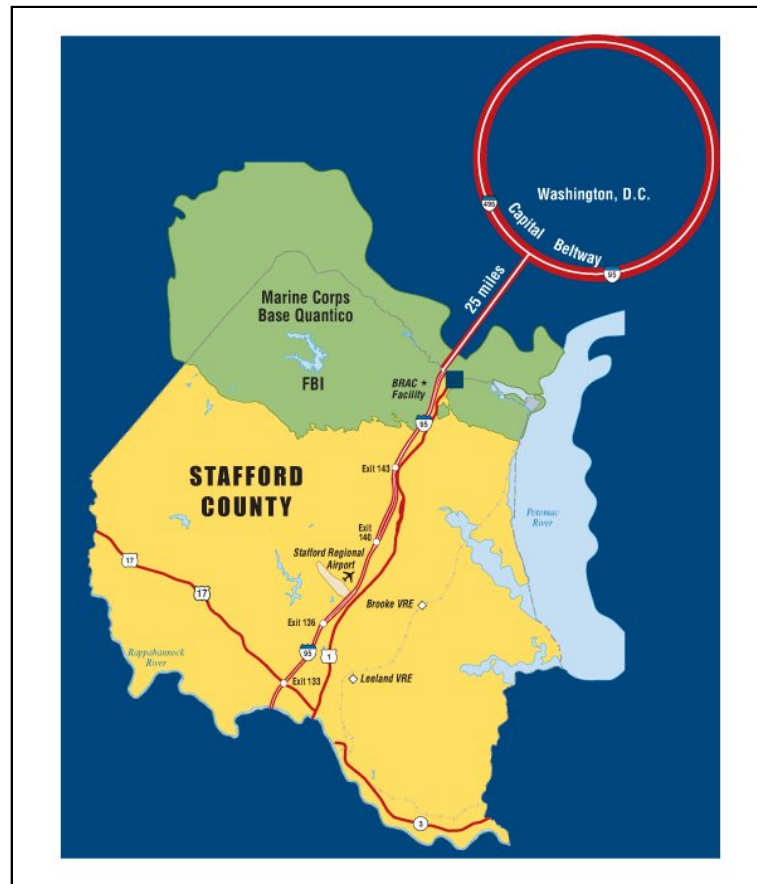 Washington, D.C.
495
Capital Beltway
95
25 miles
Marine Corps
Base Quantico
FBI
BRAC ★
Facility
95
STAFFORD
COUNTY
Exit 143
Potomac
River
Exit
140
Stafford Regional
Airport
17
17
Brooke VRE
Exit 136
Rappahannock
River
95
1
Exit 133
Leeland VRE
3